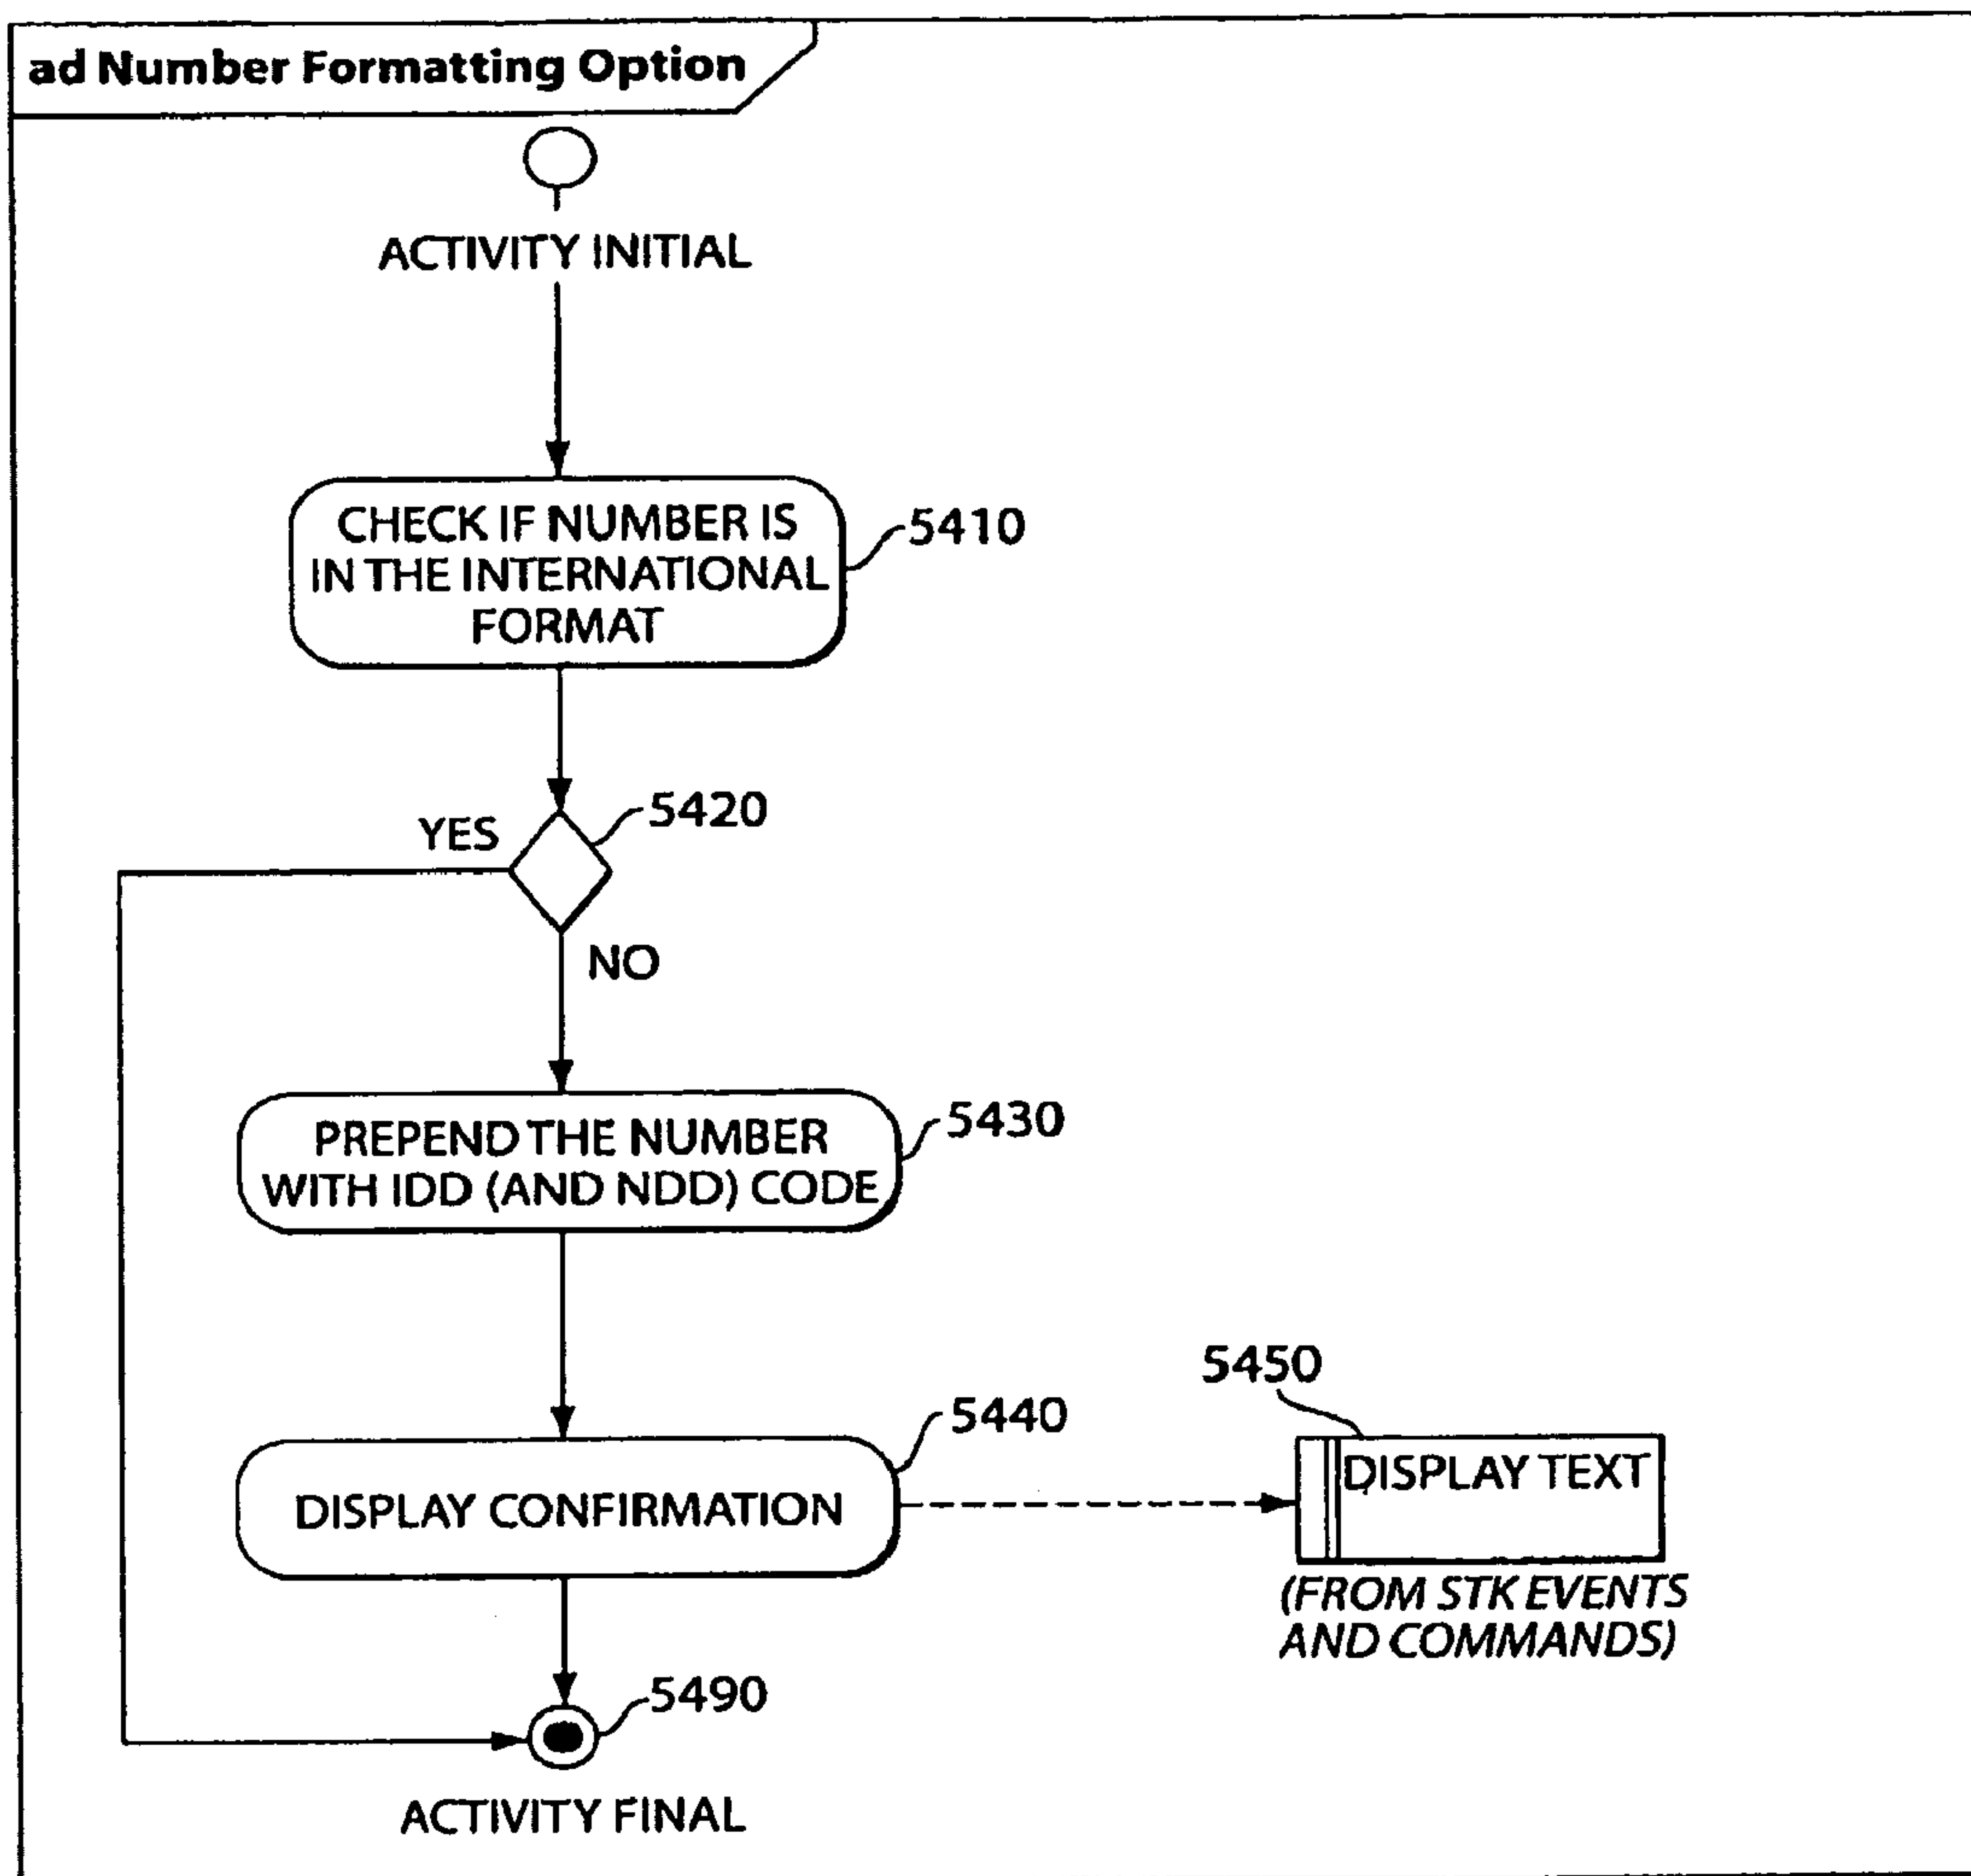 ad Number Formatting Option
ACTIVITY INITIAL
CHECK IF NUMBER IS
IN THE INTERNATIONAL
FORMAT
5410
5420
YES
NO
PREPEND THE NUMBER
WITH IDD (AND NDD) CODE
5430
5450
5440
DISPLAY CONFIRMATION
DISPLAY TEXT
(FROM STK EVENTS
AND COMMANDS)
5490
ACTIVITY FINAL